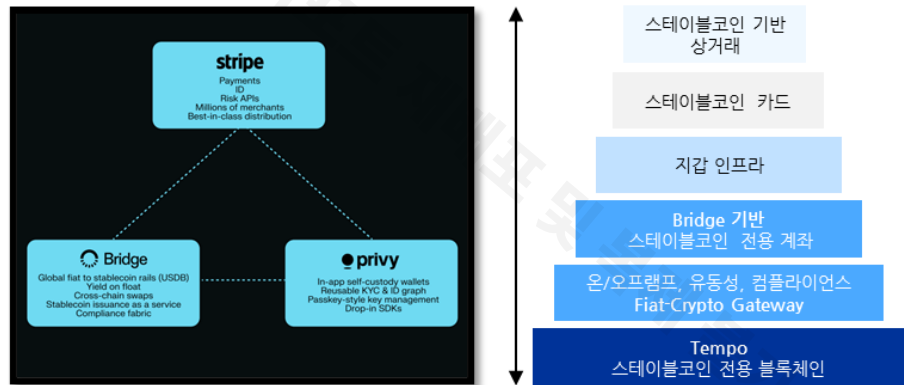 stripe
Payments
ID
Risk APIs
Millions of merchants
Best-in-class distribution
Bridge
Global fiat to stablecoin rails (USDB)
Yield on float
Cross-chain swaps
Stablecoin issuance as a service
Compliance fabric
privy
In-app self-custody wallets
Reusable KYC & ID graph
Passkey-style key management
Drop-in SDKs
스테이블코인 기반
상거래
스테이블코인 카드
지갑 인프라
Bridge 기반
스테이블코인 전용 계좌
온/오프램프, 유동성, 컴플라이언스
Fiat-Crypto Gateway
Tempo
스테이블코인 전용 블록체인